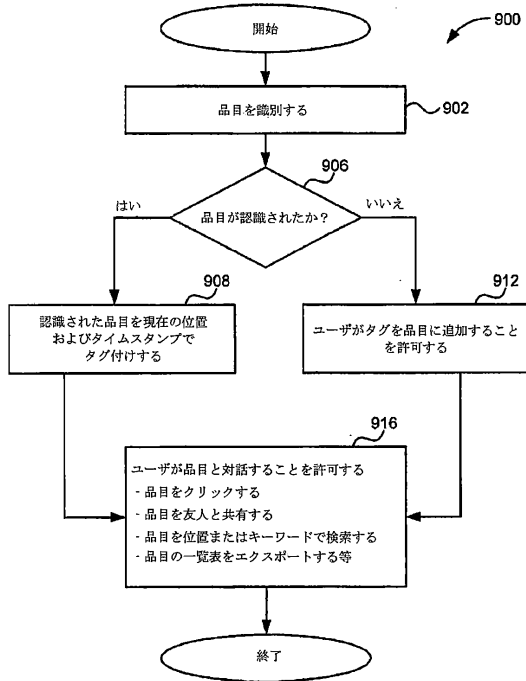 開始
900
品目を識別する
902
906
品目が認識されたか？
はい
いいえ
908
認識された品目を現在の位置
およびタイムスタンプで
タグ付けする
912
ユーザがタグを品目に追加すること
を許可する
916
ユーザが品目と対話することを許可する
- 品目をクリックする
- 品目を友人と共有する
- 品目を位置またはキーワードで検索する
- 品目の一覧表をエクスポートする等
終了